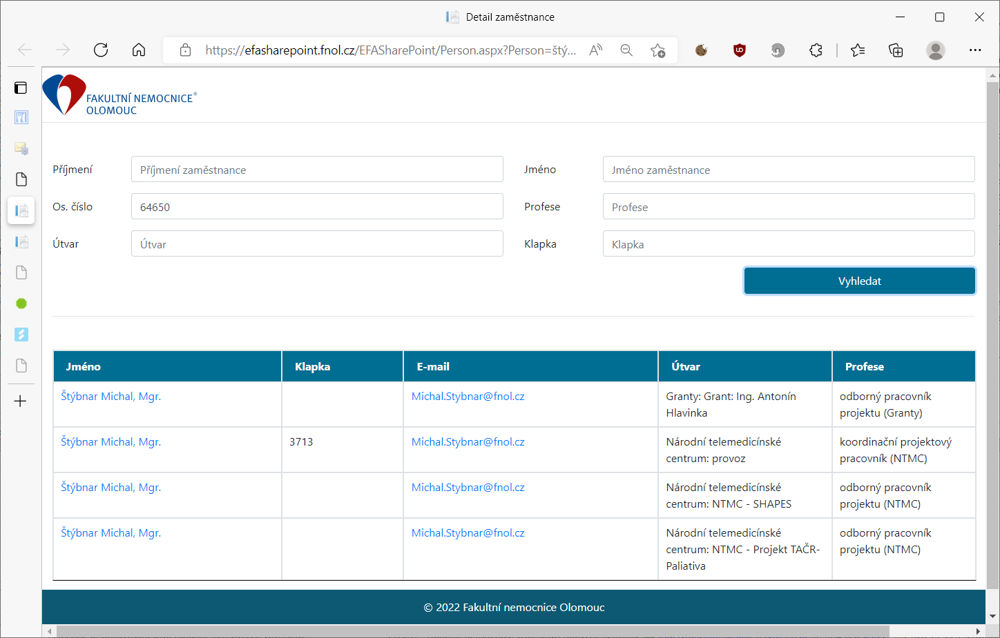 Detail zaměstnance
https://efasharepoint.fnol.cz/EFASharePoint/Person.aspx?Person=štý...
FAKULTNÍ NEMOCNICE®
OLOMOUC
Příjmení
Příjmení zaměstnance
Jméno
Jméno zaměstnance
Os. číslo
64650
Profese
Profese
Útvar
Útvar
Klapka
Klapka
Vyhledat
Jméno
Klapka
E-mail
Útvar
Profese
Štýbnar Michal, Mgr.
Michal.Stybnar@fnol.cz
Granty: Grant: Ing. Antonín
Hlavinka
odborný pracovník
projektu (Granty)
Štýbnar Michal, Mgr.
3713
Michal.Stybnar@fnol.cz
Národní telemedicínské
centrum: provoz
koordinační projektový
pracovník (NTMC)
Štýbnar Michal, Mgr.
Michal.Stybnar@fnol.cz
Národní telemedicínské
centrum: NTMC - SHAPES
odborný pracovník
projektu (NTMC)
Štýbnar Michal, Mgr.
Michal.Stybnar@fnol.cz
Národní telemedicínské
centrum: NTMC - Projekt TAČR-
Paliativa
odborný pracovník
projektu (NTMC)
© 2022 Fakultní nemocnice Olomouc